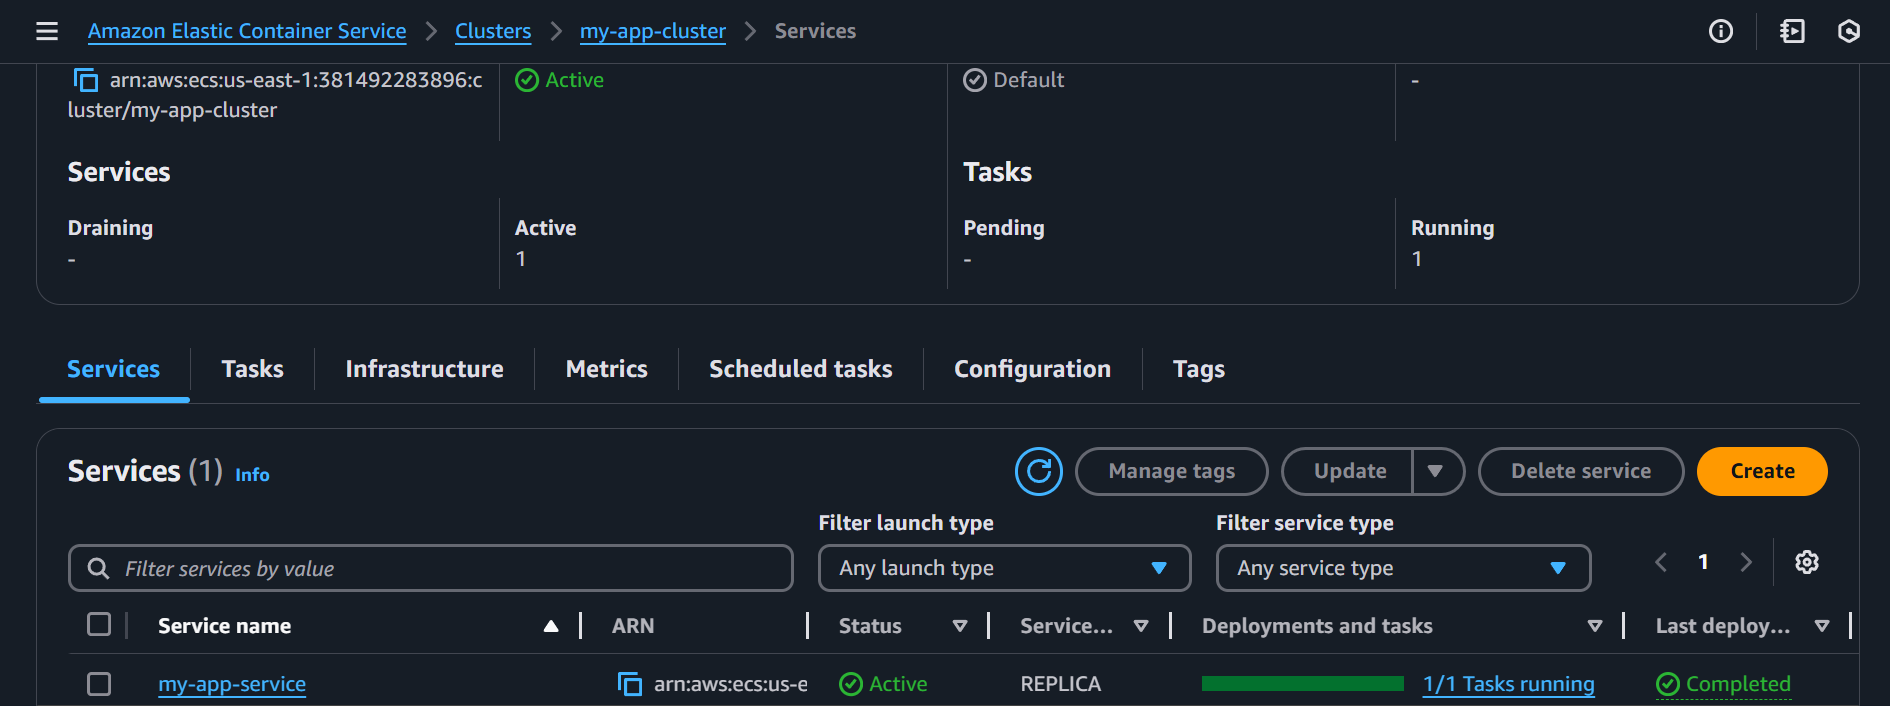 Amazon Elastic Container Service > Clusters > my-app-cluster > Services
arn:aws:ecs:us-east-1:381492283896:c
luster/my-app-cluster
Active
Default
-
Services
Tasks
Draining
-
Active
1
Pending
-
Running
1
Services Tasks Infrastructure Metrics Scheduled tasks Configuration Tags
Services (1) Info
Manage tags Update Delete service Create
Filter launch type Filter service type
Filter services by value Any launch type Any service type 1
Service name ARN Status Service... Deployments and tasks Last deploy...
my-app-service arn:aws:ecs:us-e Active REPLICA 1/1 Tasks running Completed